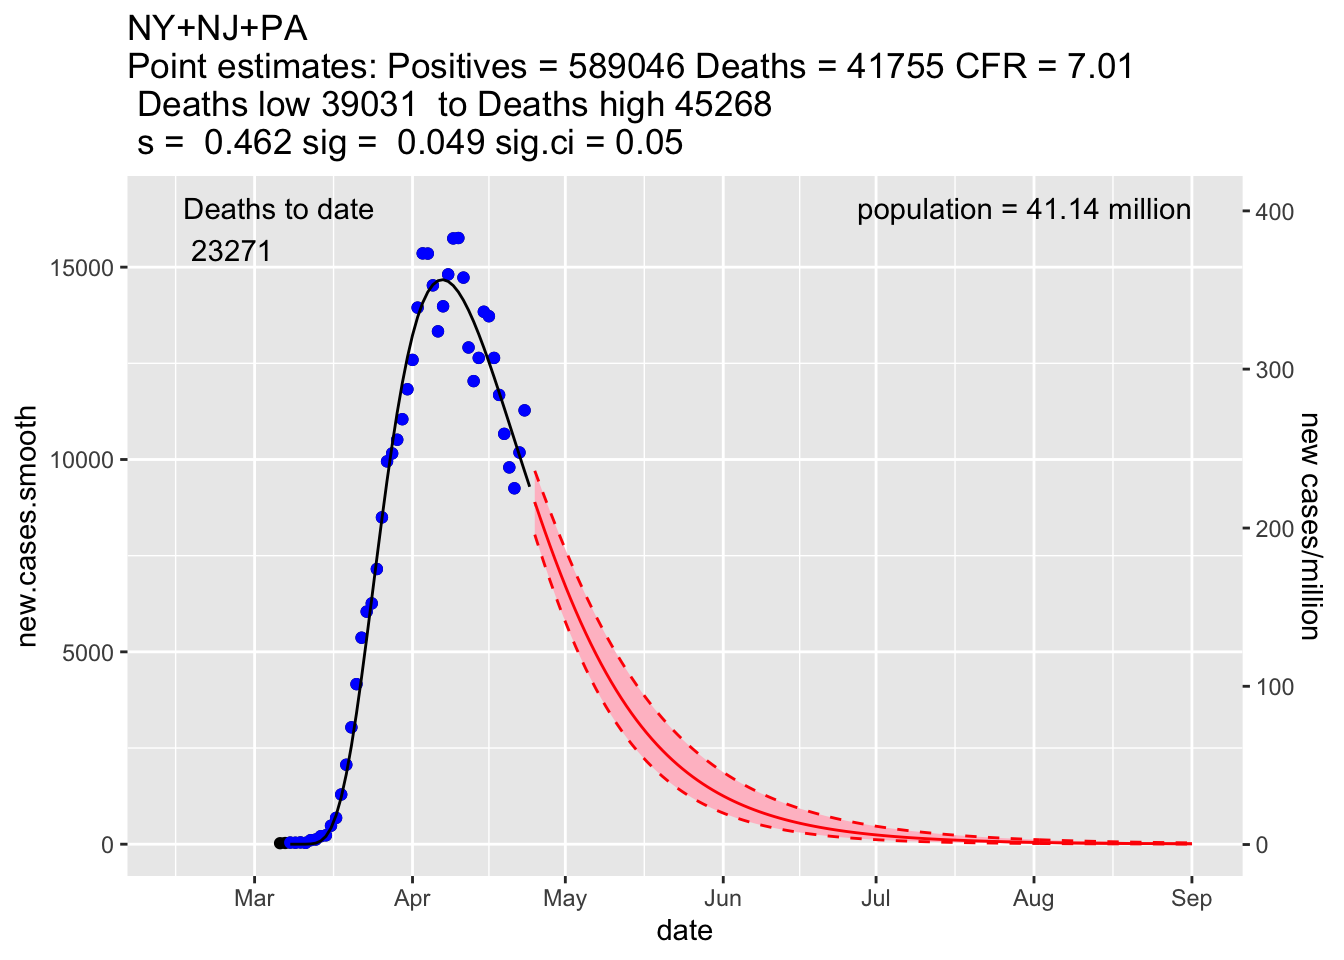 NY+NJ+PA
Point estimates: Positives = 589046 Deaths = 41755 CFR = 7.01
Deaths low 39031  to Deaths high 45268
s =  0.462 sig =  0.049 sig.ci = 0.05
Deaths to date
23271
population = 41.14 million
15000
10000
5000
0
new.cases.smooth
400
300
200
100
0
new cases/million
Mar Apr May Jun Jul Aug Sep
date